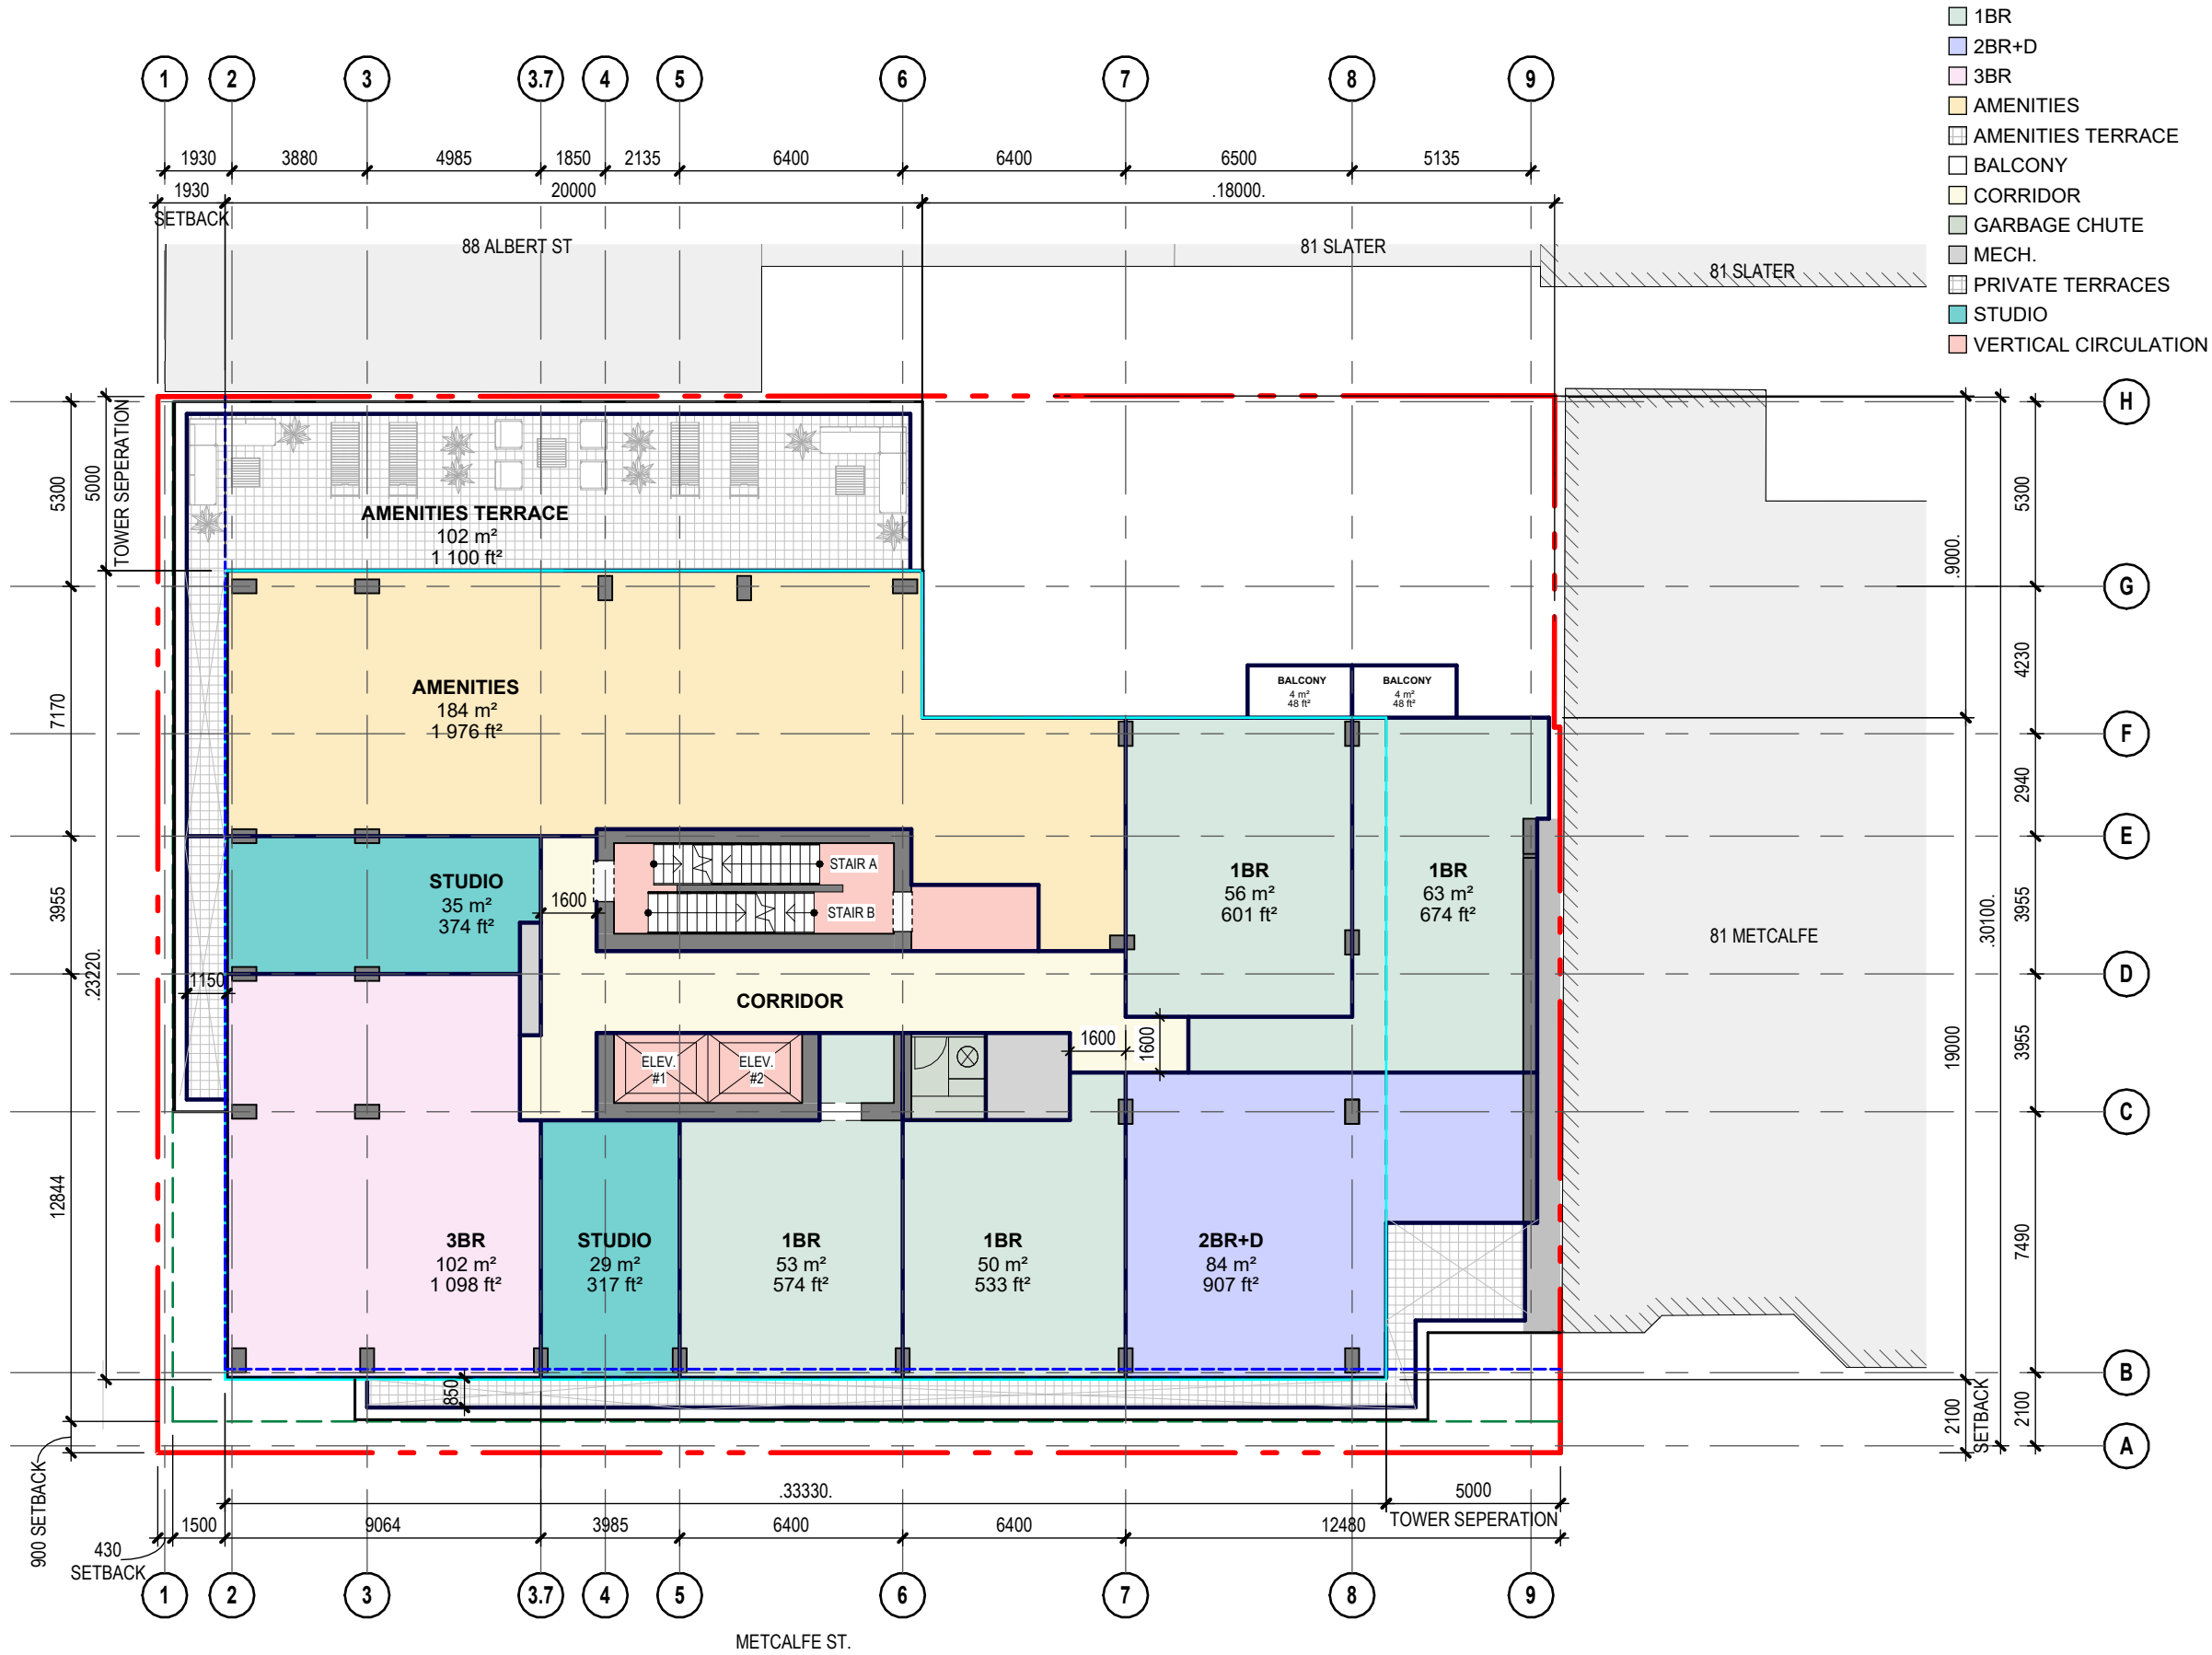 1BR
2BR+D
3BR
AMENITIES
AMENITIES TERRACE
BALCONY
CORRIDOR
GARBAGE CHUTE
MECH.
PRIVATE TERRACES
STUDIO
VERTICAL CIRCULATION
1 2 3 3.7 4 5 6 7 8 9
1930 3880 4985 1850 2135 6400 6400 6500 5135
1930 20000 .18000.
SETBACK
88 ALBERT ST
81 SLATER
81 SLATER
H
G
F
E
D
C
B
A
5300
7170
3955
12844
900 SETBACK
5000
TOWER SEPERATION
.23220.
AMENITIES TERRACE
102 m²
1 100 ft²
AMENITIES
184 m²
1 976 ft²
BALCONY
4 m²
48 ft²
BALCONY
4 m²
48 ft²
STUDIO
35 m²
374 ft²
1600
STAIR A
STAIR B
1BR
56 m²
601 ft²
1BR
63 m²
674 ft²
81 METCALFE
1150
CORRIDOR
ELEV.
#1
ELEV.
#2
1600
1600
3BR
102 m²
1 098 ft²
STUDIO
29 m²
317 ft²
1BR
53 m²
574 ft²
1BR
50 m²
533 ft²
2BR+D
84 m²
907 ft²
850
.9000.
19000
2100
SETBACK
.30100.
5300
4230
2940
3955
3955
7490
2100
.33330. 5000
TOWER SEPERATION
1500 9064 3985 6400 6400 12480
430
SETBACK
1 2 3 3.7 4 5 6 7 8 9
METCALFE ST.